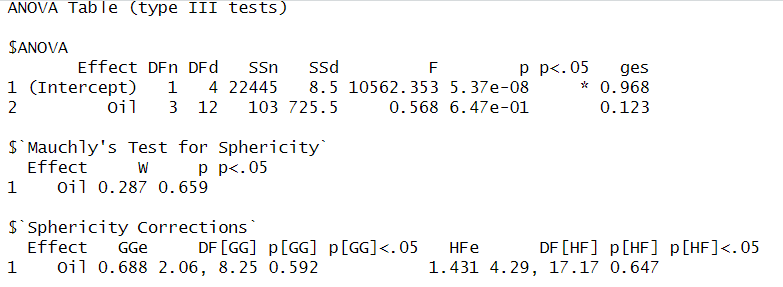 ANOVA Table (type III tests)
$ANOVA
Effect DFn DFd SSn SSd F p p<.05 ges
1 (Intercept) 1 4 22445 8.5 10562.353 5.37e-08 * 0.968
2 Oil 3 12 103 725.5 0.568 6.47e-01 0.123
$`Mauchly's Test for Sphericity`
Effect W p p<.05
1 Oil 0.287 0.659
$`Sphericity Corrections`
Effect GGe DF[GG] p[GG] p[GG]<.05 HFe DF[HF] p[HF] p[HF]<.05
1 Oil 0.688 2.06, 8.25 0.592 1.431 4.29, 17.17 0.647